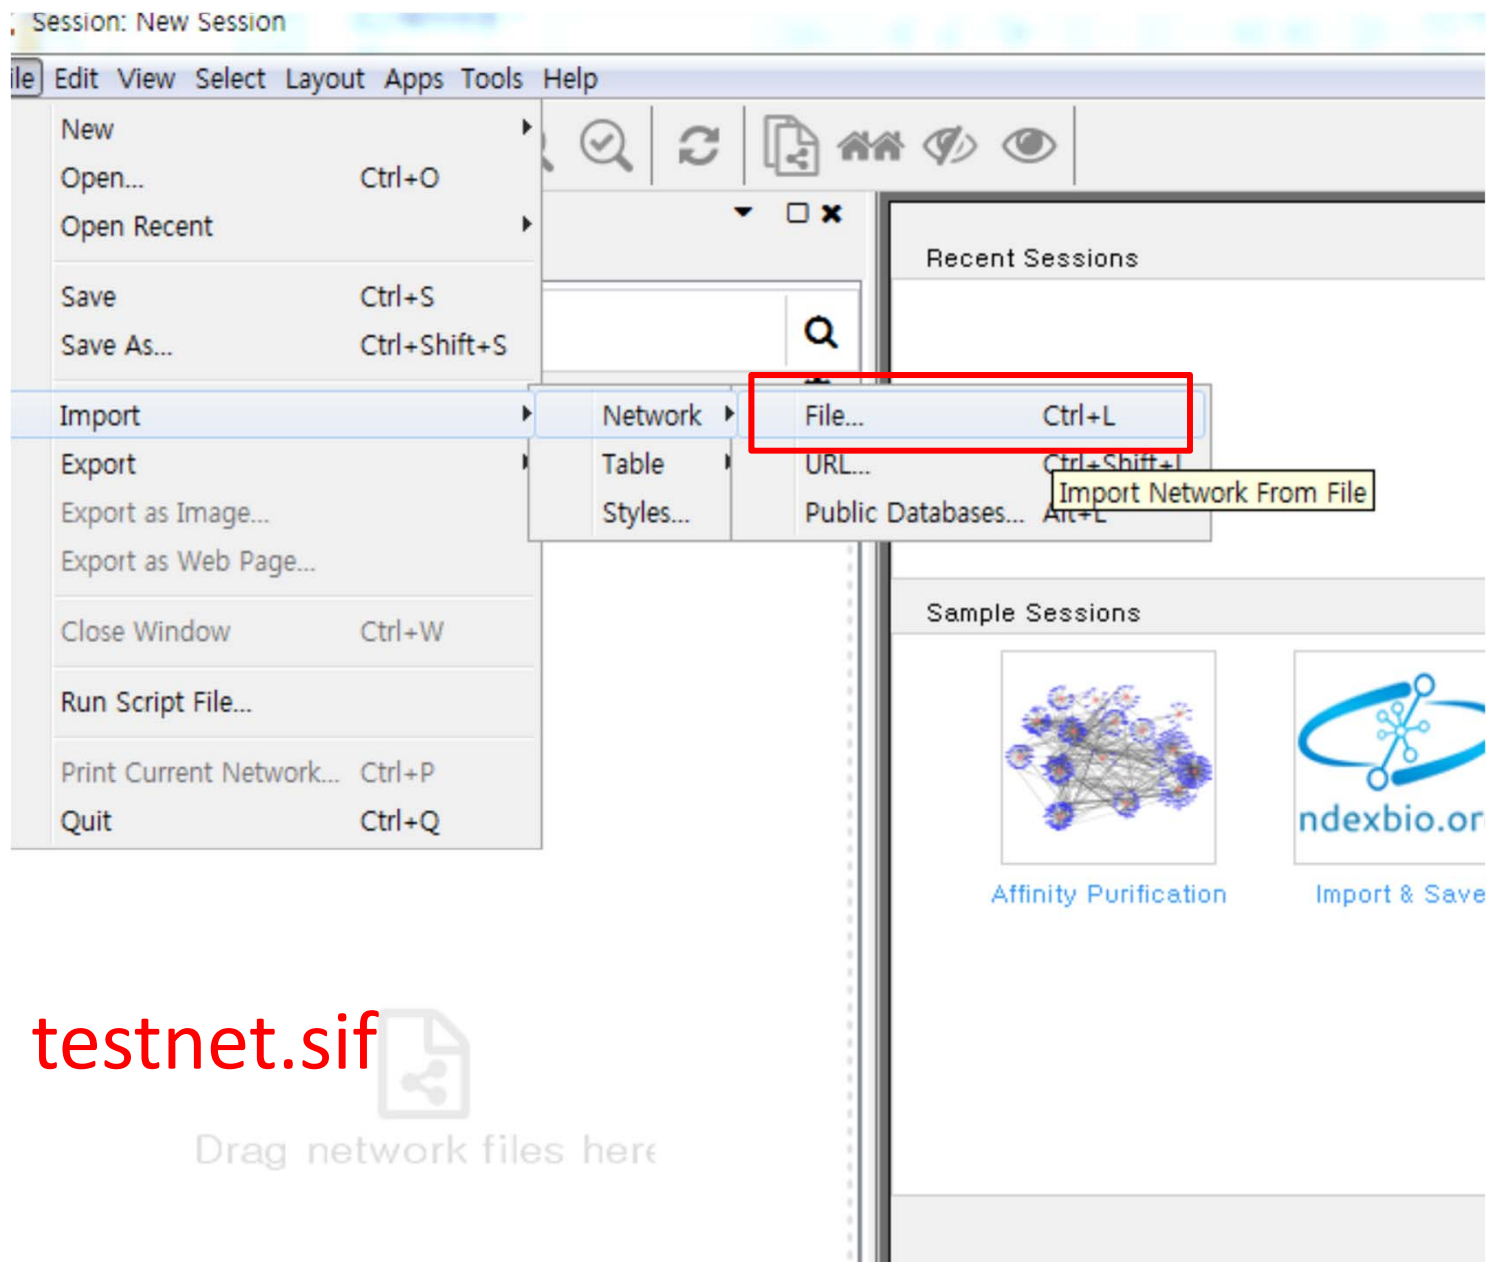 Session: New Session
ile Edit View Select Layout Apps Tools Help
New
Open... Ctrl+O
Open Recent
Save Ctrl+S
Save As... Ctrl+Shift+S
Import
Export
Export as Image...
Export as Web Page...
Close Window Ctrl+W
Run Script File...
Print Current Network... Ctrl+P
Quit Ctrl+Q
Network
Table
Styles...
File... Ctrl+L
URL... Ctrl+Shift+L
Public Databases... Alt+L
Import Network From File
Recent Sessions
Sample Sessions
ndexbio.or
Affinity Purification
Import & Save
testnet.sif
Drag network files here